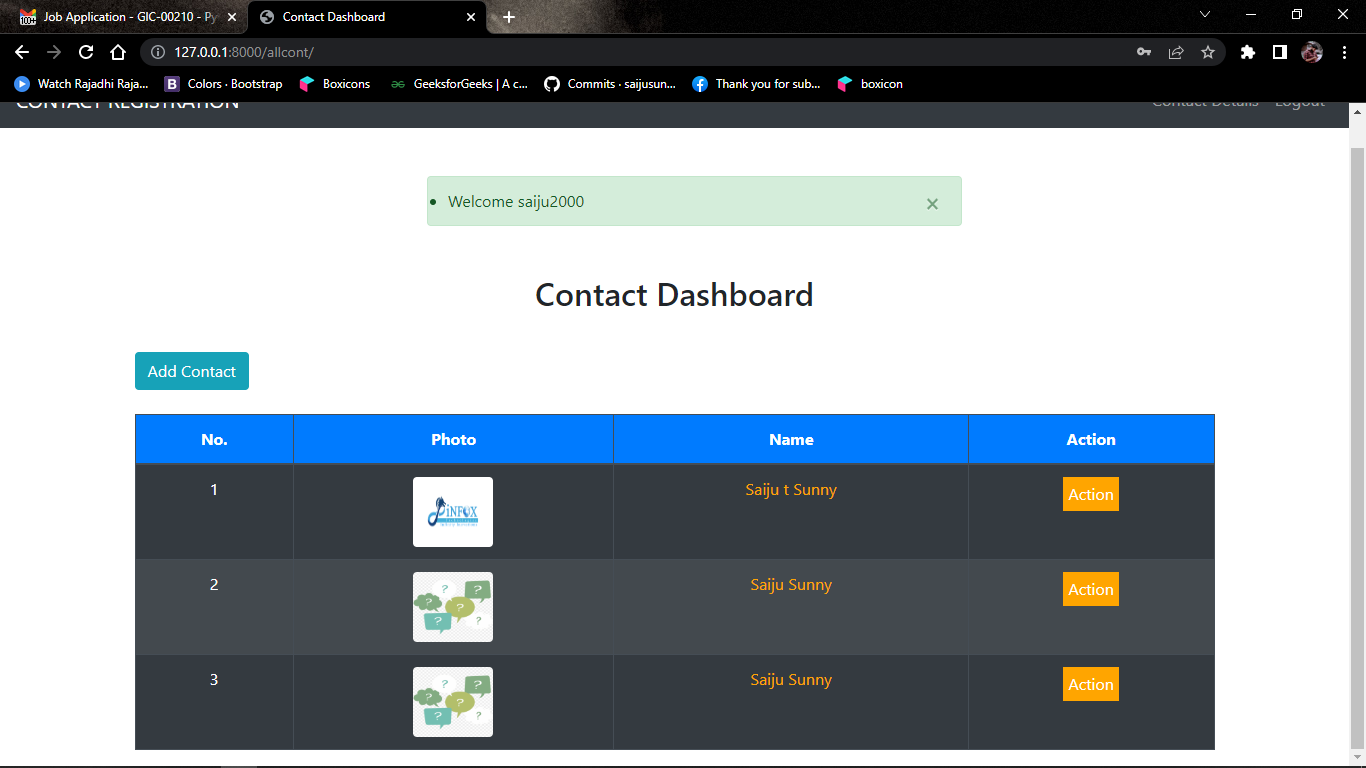 Job Application - GIC-00210 - Py
Contact Dashboard
127.0.0.1:8000/allcont/
Watch Rajadhi Raja...
Colors · Bootstrap
Boxicons
GeeksforGeeks | A c...
Commits · saijusun...
Thank you for sub...
boxicon
CONTACT REGISTRATION
Contact Details
Logout
Welcome saiju2000
×
Contact Dashboard
Add Contact
No. Photo Name Action
1 iNFOX Saiju t Sunny Action
2 Saiju Sunny Action
3 Saiju Sunny Action